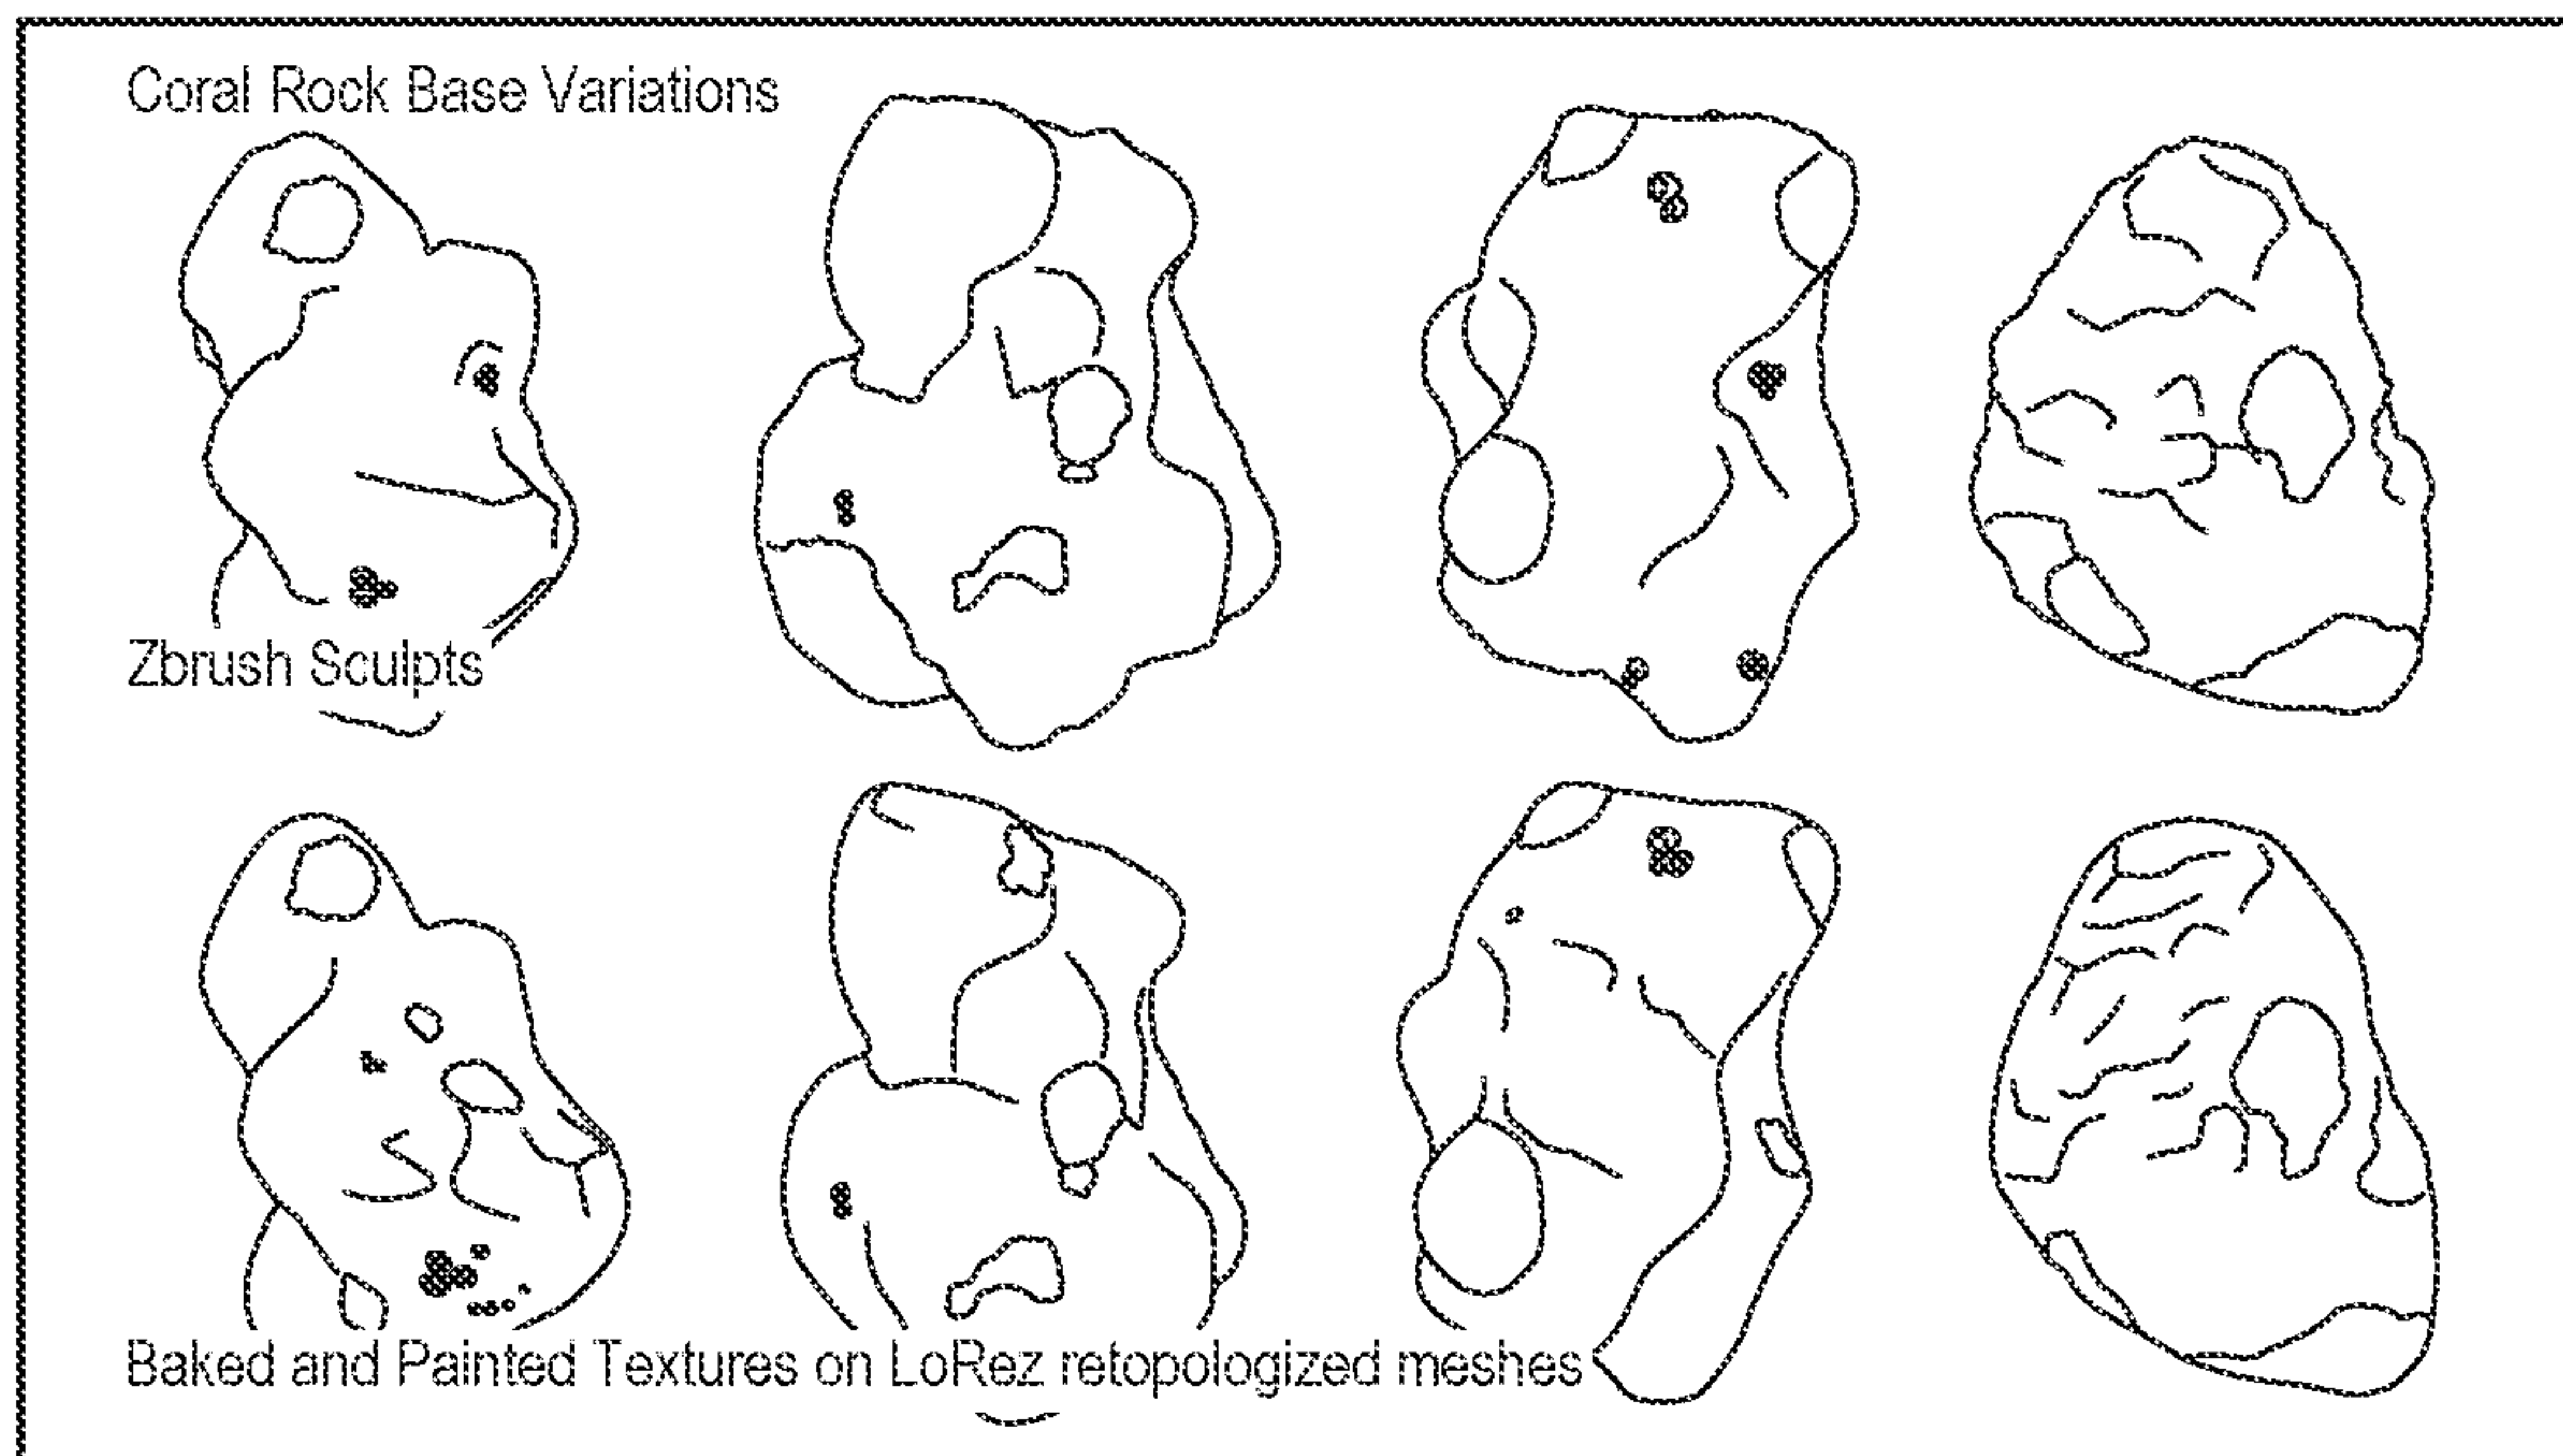 Coral Rock Base Variations
Zbrush Sculpts
Baked and Painted Textures on LoRez retopologized meshes